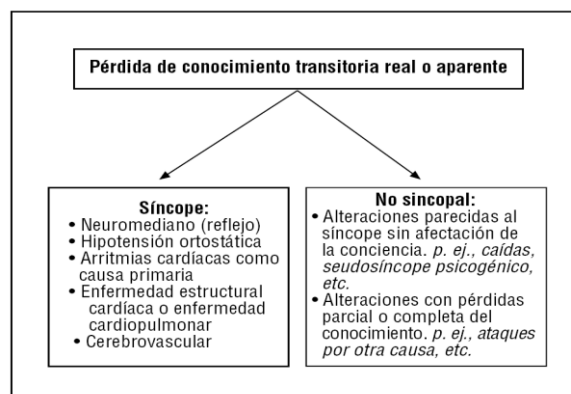 Pérdida de conocimiento transitoria real o aparente
Síncope:
• Neuromediano (reflejo)
• Hipotensión ortostática
• Arritmias cardíacas como
causa primaria
• Enfermedad estructural
cardíaca o enfermedad
cardiopulmonar
• Cerebrovascular
No sincopal:
• Alteraciones parecidas al
síncope sin afectación de
la conciencia. p. ej., caídas,
seudosíncope psicogénico,
etc.
• Alteraciones con pérdidas
parcial o completa del
conocimiento. p. ej., ataques
por otra causa, etc.